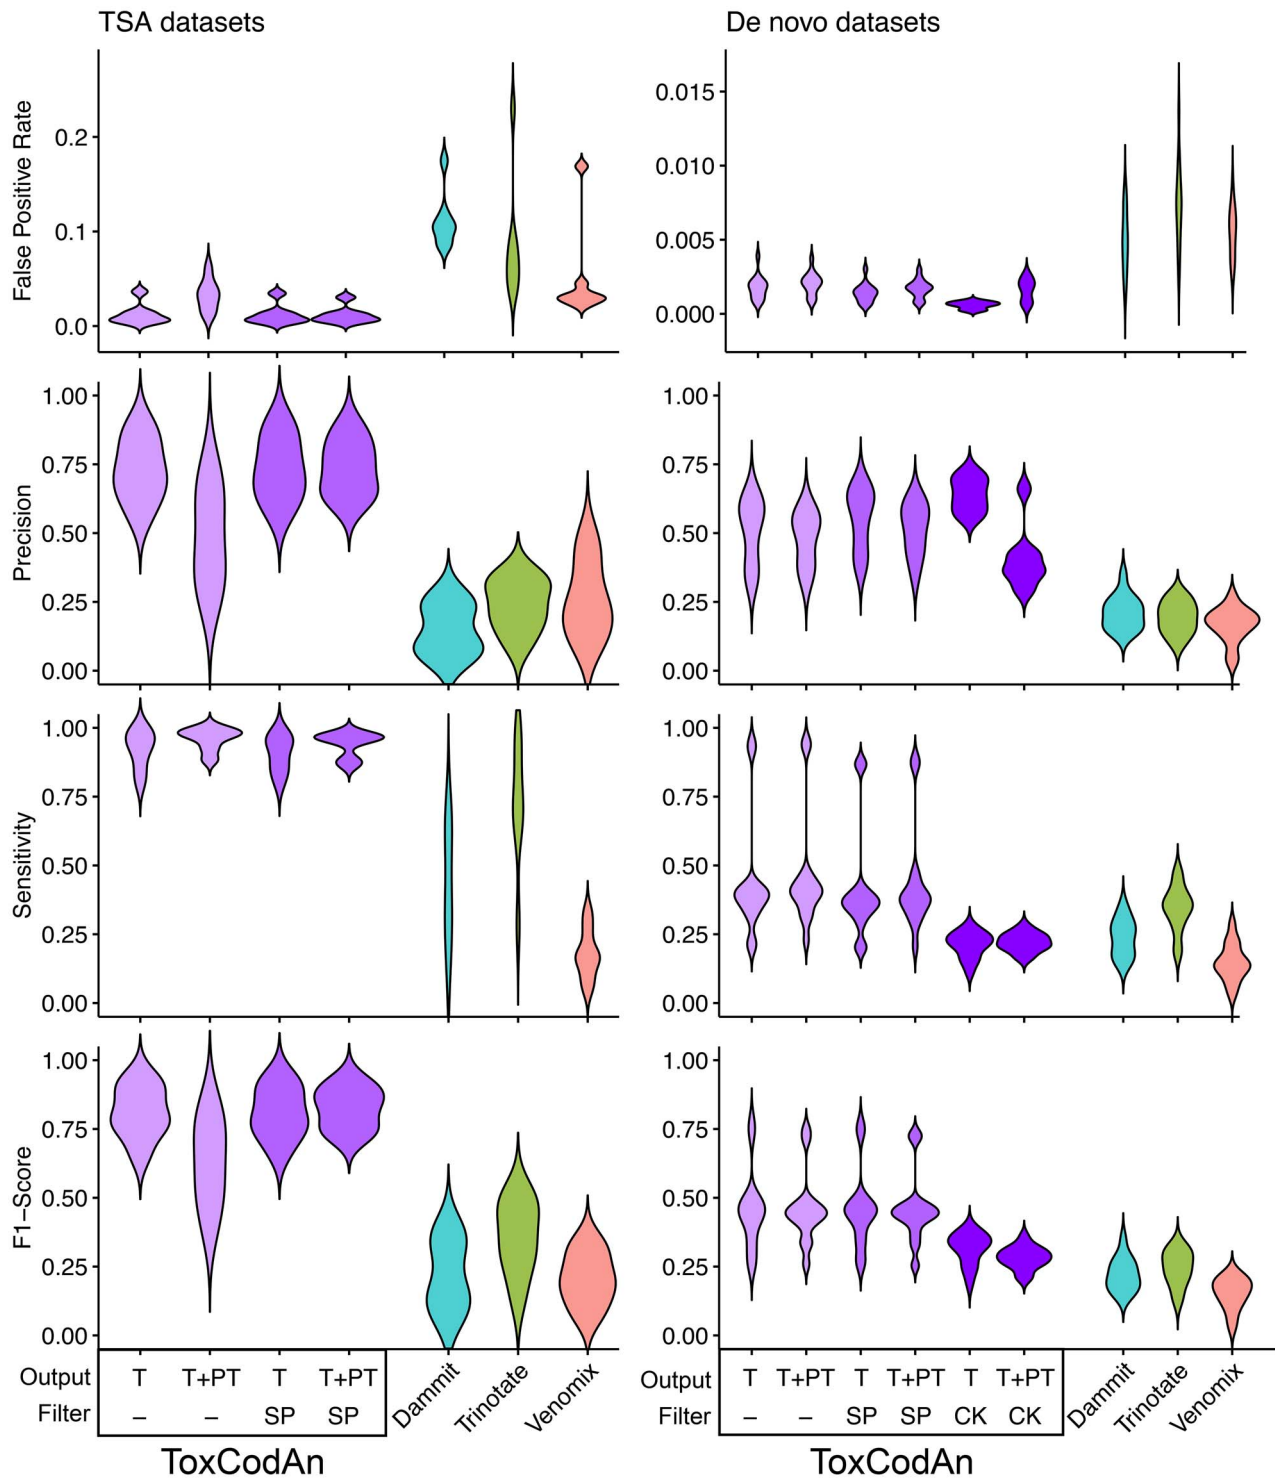 TSA datasets
De novo datasets
False Positive Rate
0.2
0.1
0.0
0.015
0.010
0.005
0.000
Precision
1.00
0.75
0.50
0.25
0.00
1.00
0.75
0.50
0.25
0.00
Sensitivity
1.00
0.75
0.50
0.25
0.00
1.00
0.75
0.50
0.25
0.00
F1−Score
1.00
0.75
0.50
0.25
0.00
1.00
0.75
0.50
0.25
0.00
Output T T+PT T T+PT
Filter – – SP SP
Dammit
Trinotate
Venomix
ToxCodAn
Output T T+PT T T+PT T T+PT
Filter – – SP SP CK CK
Dammit
Trinotate
Venomix
ToxCodAn